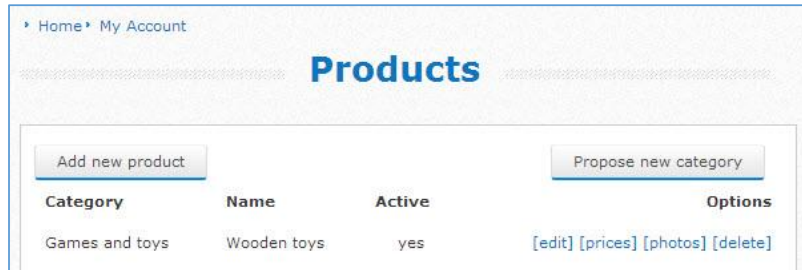 Home My Account
Products
Add new product Propose new category
Category Name Active Options
Games and toys Wooden toys yes [edit] [prices] [photos] [delete]